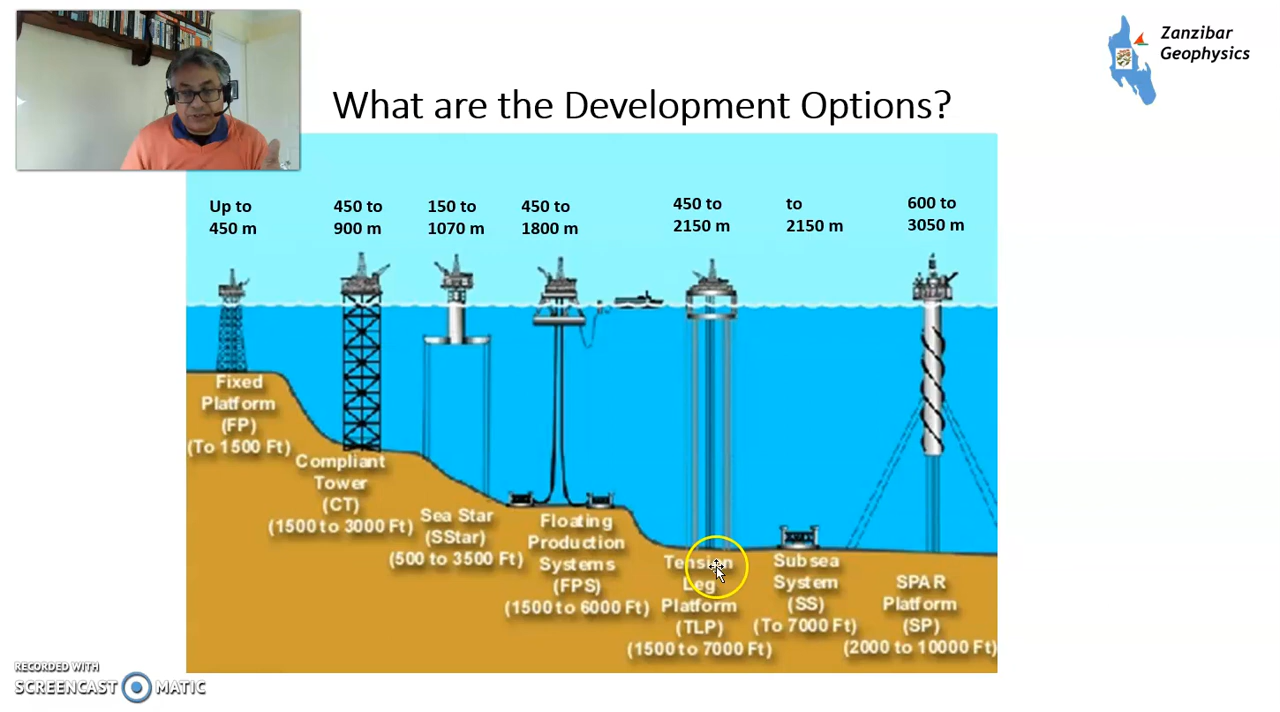 Zanzibar
Geophysics
What are the Development Options?
Up to
450 m
450 to
900 m
150 to
1070 m
450 to
1800 m
450 to
2150 m
to
2150 m
600 to
3050 m
Fixed
Platform
(FP)
(To 1500 Ft)
Compliant
Tower
(CT)
(1500 to 3000 Ft)
Sea Star
(SStar)
(500 to 3500 Ft)
Floating
Production
Systems
(FPS)
(1500 to 6000 Ft)
Tension
Leg
Platform
(TLP)
(1500 to 7000 Ft)
Subsea
System
(SS)
(To 7000 Ft)
SPAR
Platform
(SP)
(2000 to 10000 Ft)
RECORDED WITH
SCREENCAST MATIC